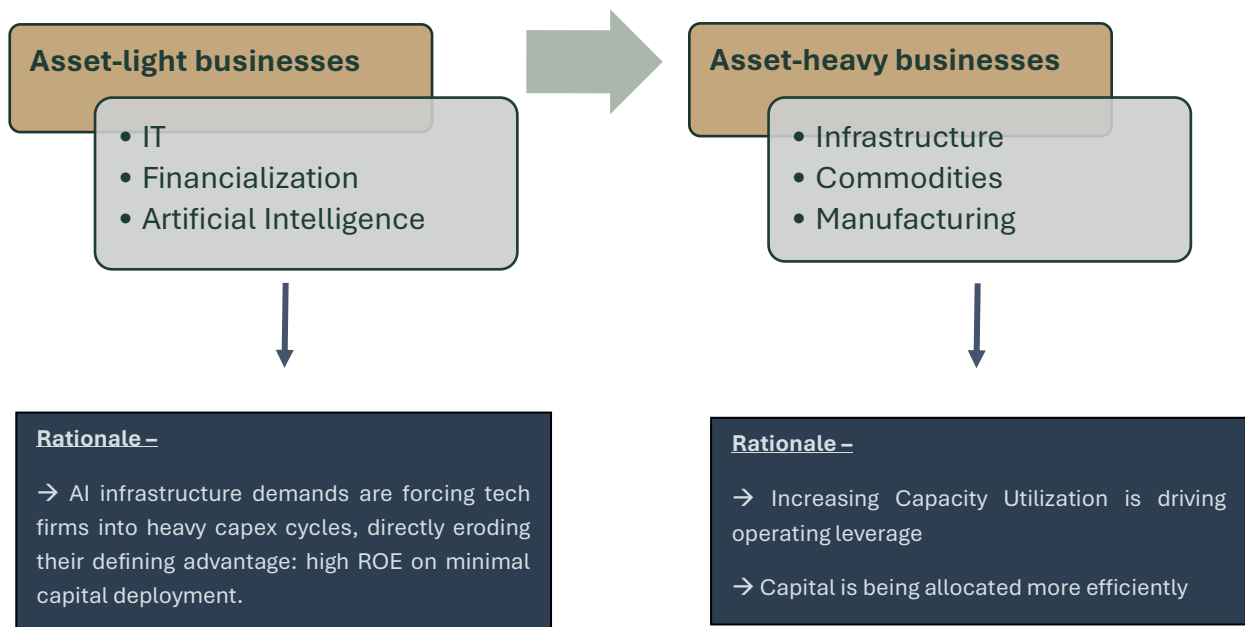 Asset-light businesses
• IT
• Financialization
• Artificial Intelligence
Rationale –
→ AI infrastructure demands are forcing tech
firms into heavy capex cycles, directly eroding
their defining advantage: high ROE on minimal
capital deployment.
Asset-heavy businesses
• Infrastructure
• Commodities
• Manufacturing
Rationale –
→ Increasing Capacity Utilization is driving
operating leverage
→ Capital is being allocated more efficiently